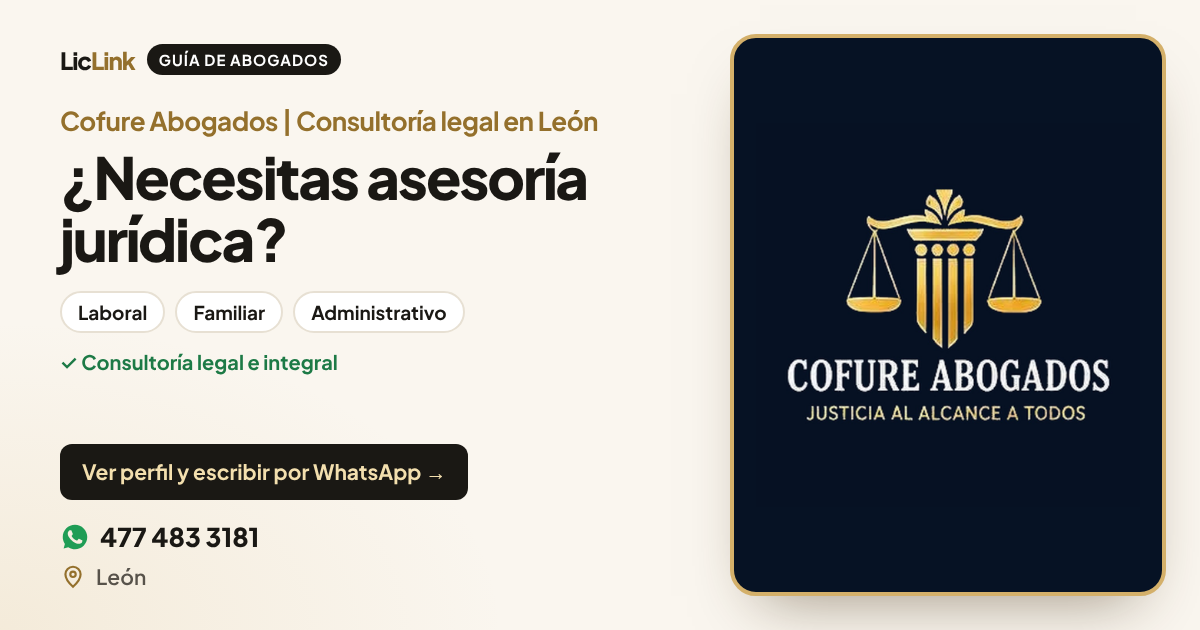 LicLink GUÍA DE ABOGADOS
Cofure Abogados | Consultoría legal en León
¿Necesitas asesoría
jurídica?
Laboral Familiar Administrativo
✓ Consultoría legal e integral
Ver perfil y escribir por WhatsApp →
477 483 3181
León
COFURE ABOGADOS
JUSTICIA AL ALCANCE A TODOS